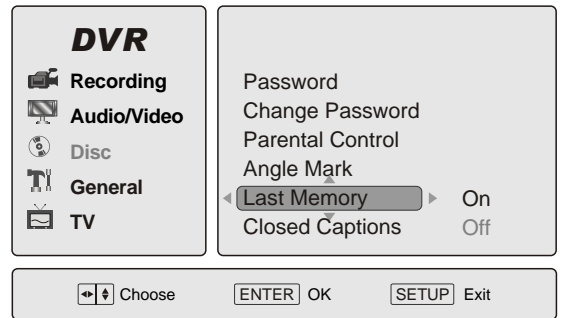 DVR
Recording
Audio/Video
Disc
General
TV
Password
Change Password
Parental Control
Angle Mark
Last Memory On
Closed Captions Off
Choose ENTER OK SETUP Exit